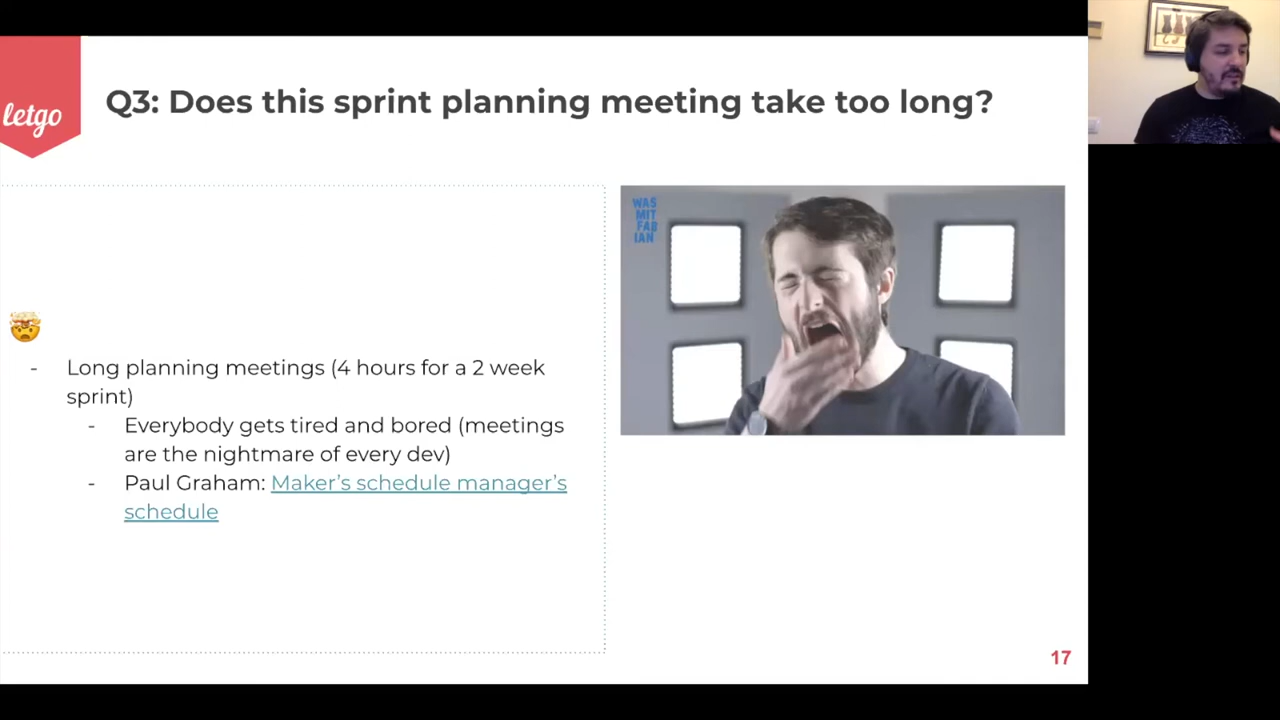 letgo
Q3: Does this sprint planning meeting take too long?
WAS
MIT
FAB
IAN
- Long planning meetings (4 hours for a 2 week
sprint)
- Everybody gets tired and bored (meetings
are the nightmare of every dev)
- Paul Graham: Maker’s schedule manager’s
schedule
17